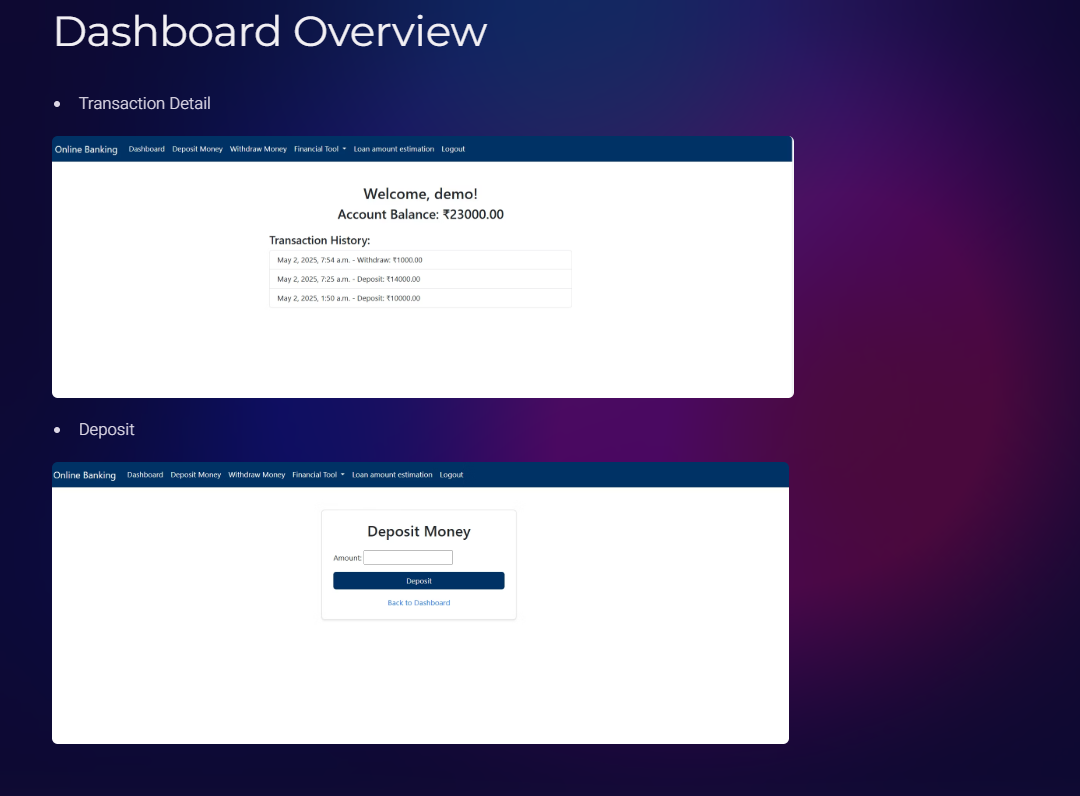 Dashboard Overview
• Transaction Detail
Online Banking Dashboard Deposit Money Withdraw Money Financial Tool Loan amount estimation Logout
Welcome, demo!
Account Balance: ₹23000.00
Transaction History:
May 2, 2025, 7:54 a.m. - Withdraw: ₹1000.00
May 2, 2025, 7:25 a.m. - Deposit: ₹14000.00
May 2, 2025, 1:50 a.m. - Deposit: ₹10000.00
• Deposit
Online Banking Dashboard Deposit Money Withdraw Money Financial Tool Loan amount estimation Logout
Deposit Money
Amount:
Deposit
Back to Dashboard